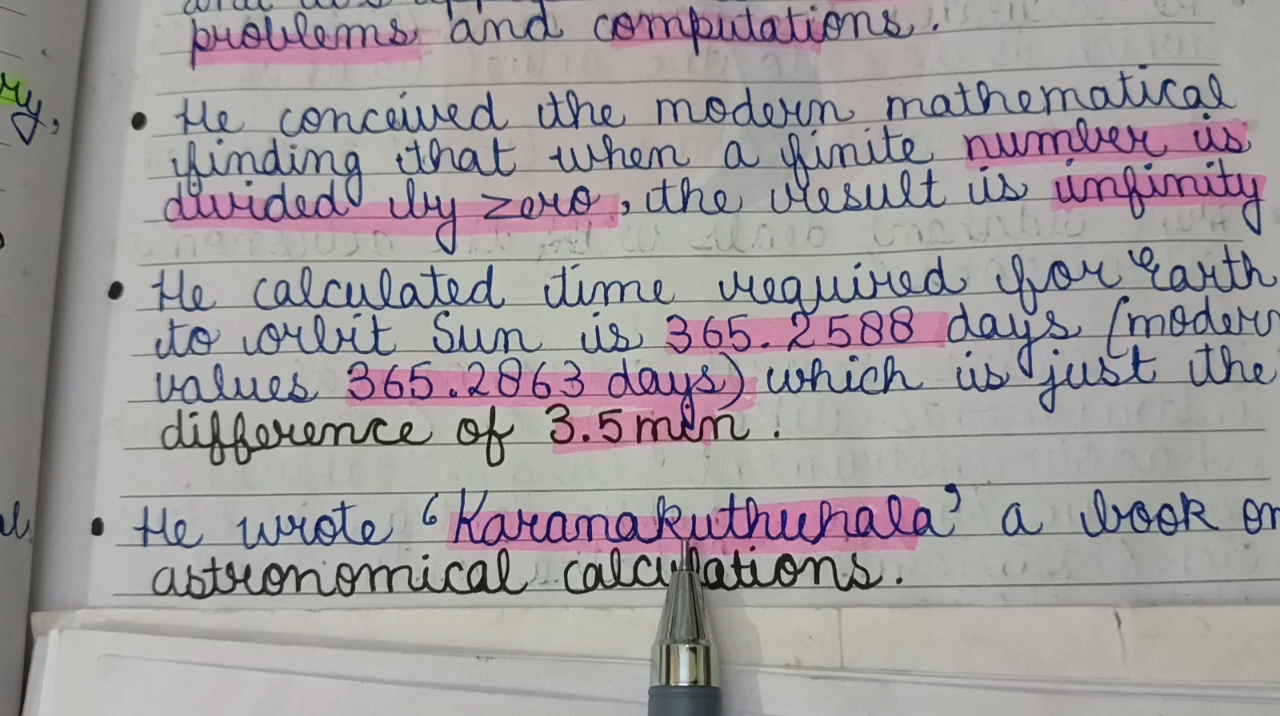 problems and computations.
ry,
• He conceived the modern mathematical
finding that when a finite number is
divided by zero, the result is infinity
• He calculated time required for Earth
to orbit Sun is 365.2588 days (modern
values 365.2863 days) which is just the
difference of 3.5 min.
• He wrote 'Karanakuthuhala' a book on
astronomical calculations.